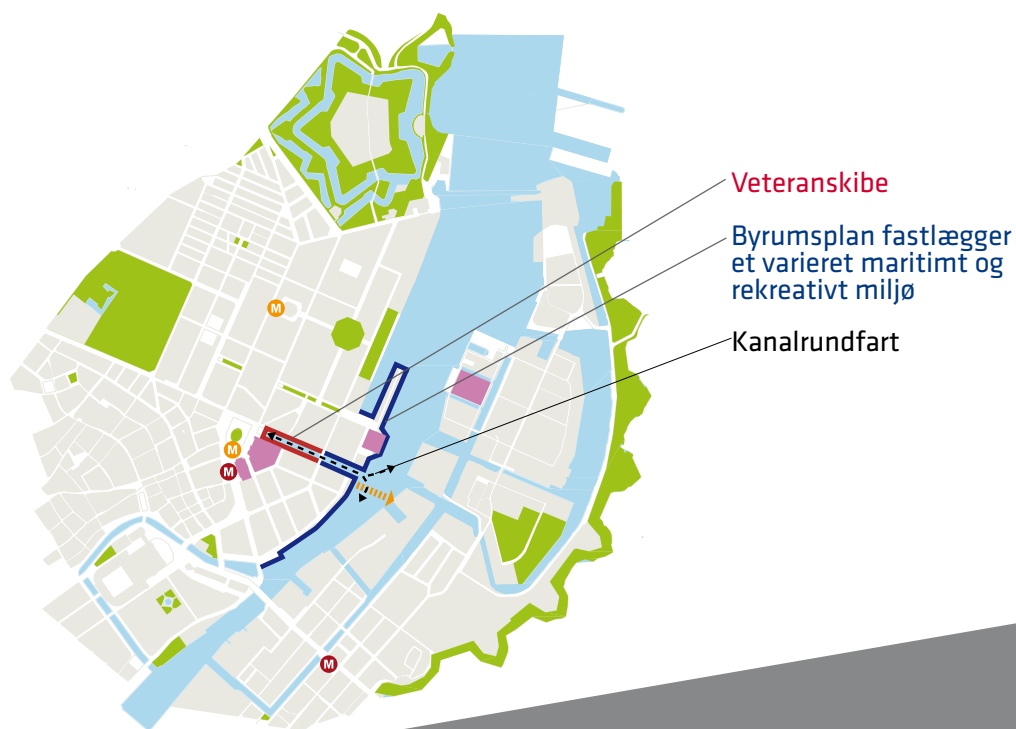 Veteranskibe
Byrumsplan fastlægger
et varieret maritimt og
rekreativt miljø
Kanalrundfart
M
M
M
M